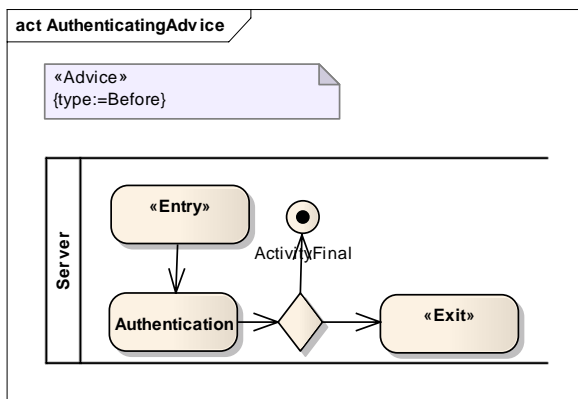 act AuthenticatingAdvice
«Advice»
{type:=Before}
Server
«Entry»
ActivityFinal
Authentication
«Exit»